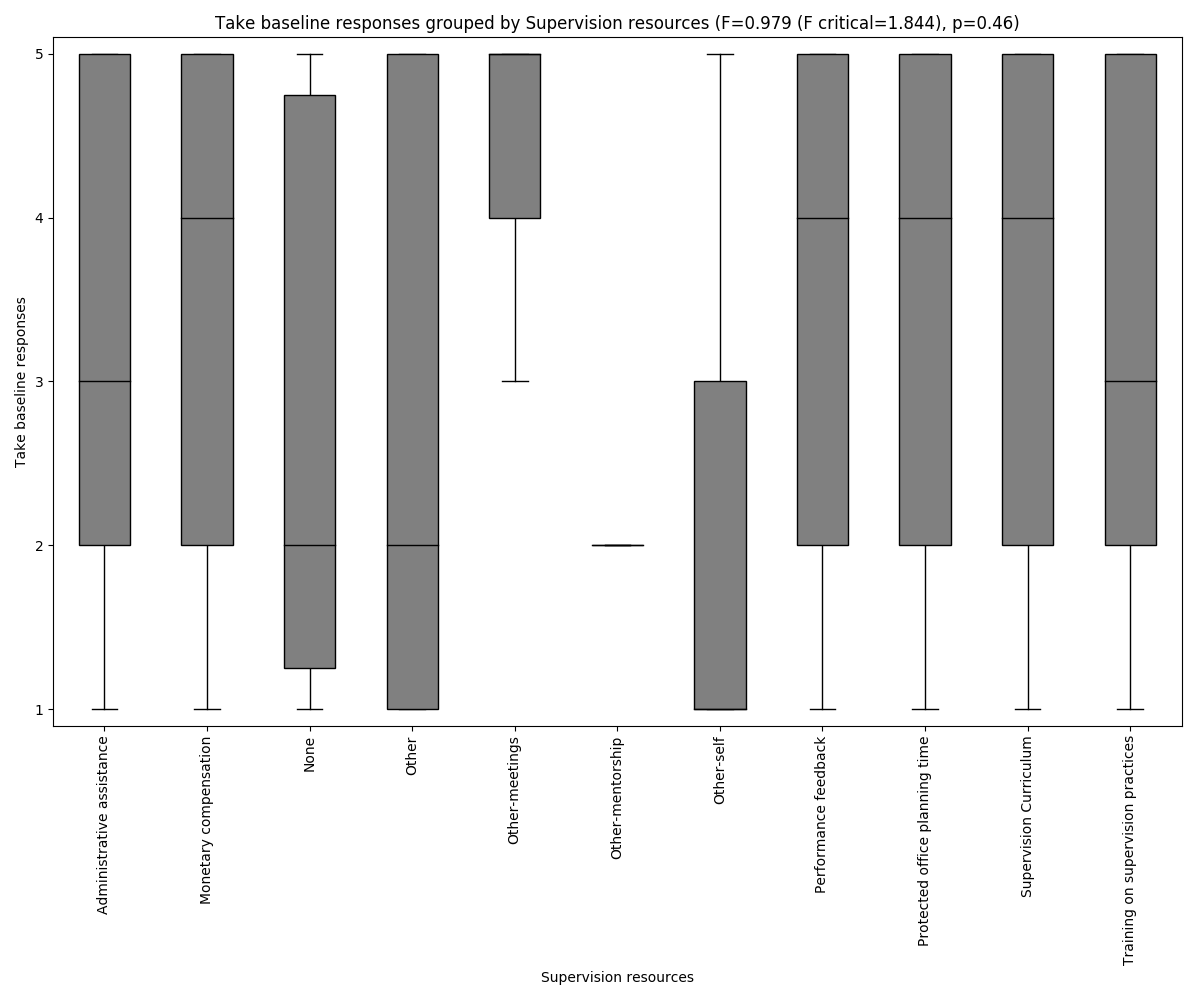 Take baseline responses grouped by Supervision resources (F=0.979 (F critical=1.844), p=0.46)
Take baseline responses
5
4
3
2
1
Administrative assistance
Monetary compensation
None
Other
Other-meetings
Other-mentorship
Other-self
Performance feedback
Protected office planning time
Supervision Curriculum
Training on supervision practices
Supervision resources